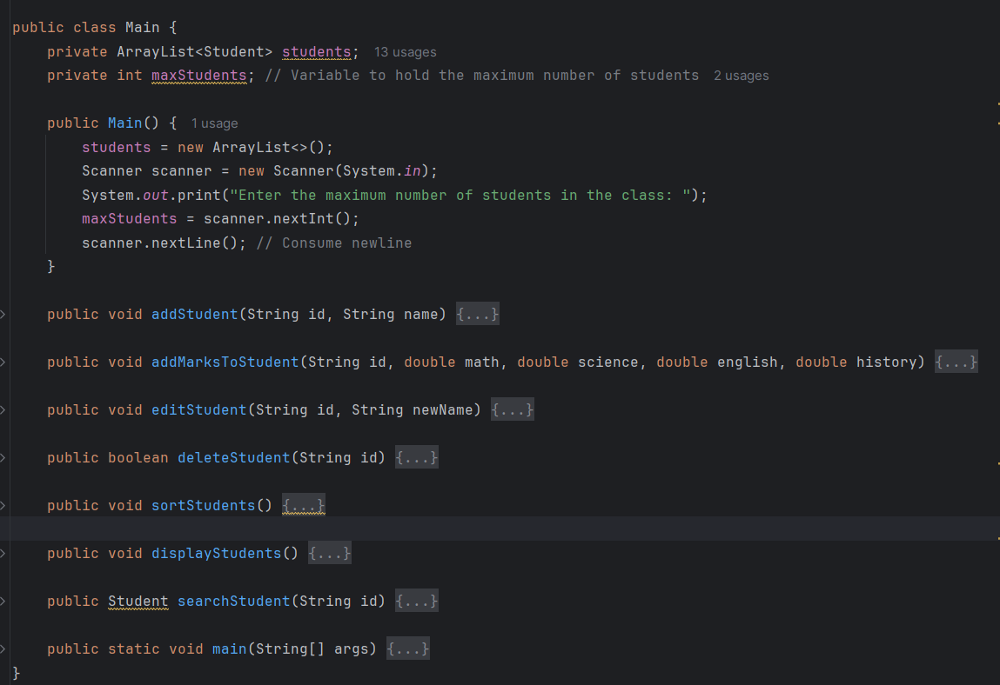 public class Main {
private ArrayList<Student> students; 13 usages
private int maxStudents; // Variable to hold the maximum number of students 2 usages
public Main() { 1 usage
students = new ArrayList<>();
Scanner scanner = new Scanner(System.in);
System.out.print("Enter the maximum number of students in the class: ");
maxStudents = scanner.nextInt();
scanner.nextLine(); // Consume newline
}
public void addStudent(String id, String name) {...}
public void addMarksToStudent(String id, double math, double science, double english, double history) {...}
public void editStudent(String id, String newName) {...}
public boolean deleteStudent(String id) {...}
public void sortStudents() {...}
public void displayStudents() {...}
public Student searchStudent(String id) {...}
public static void main(String[] args) {...}
}